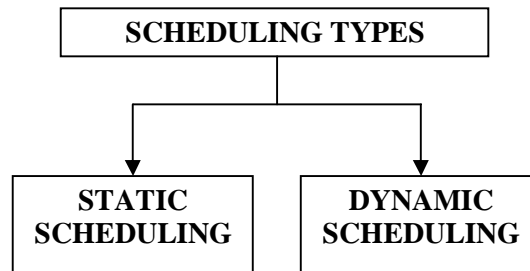 SCHEDULING TYPES
STATIC
SCHEDULING
DYNAMIC
SCHEDULING